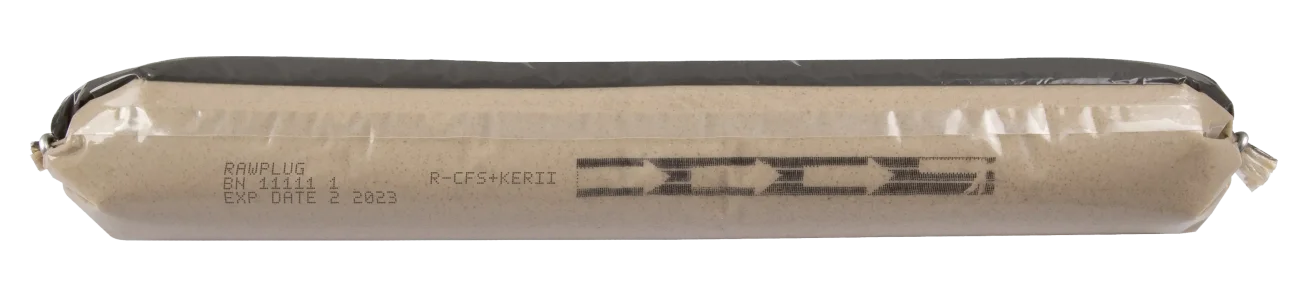 RAWPLUG
BN 11111 1
EXP DATE 2 2023
R-CFS+KERII